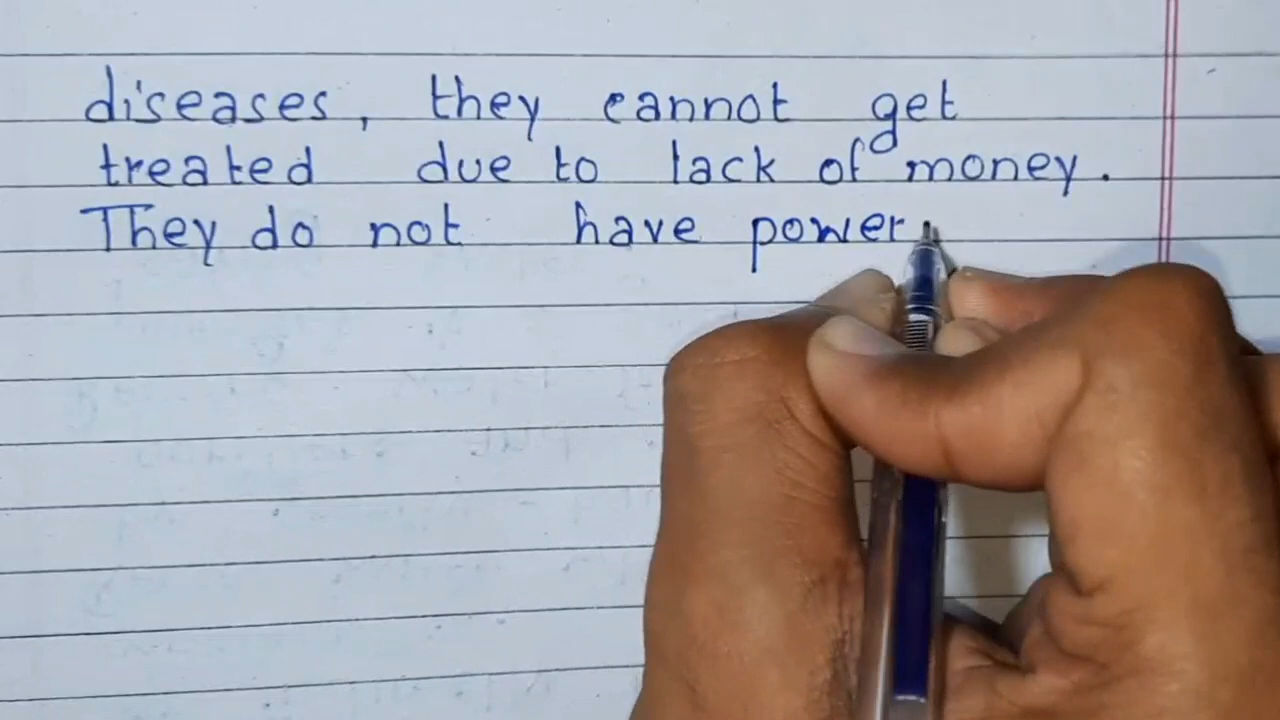 diseases, they cannot get
treated due to lack of money.
They do not have power